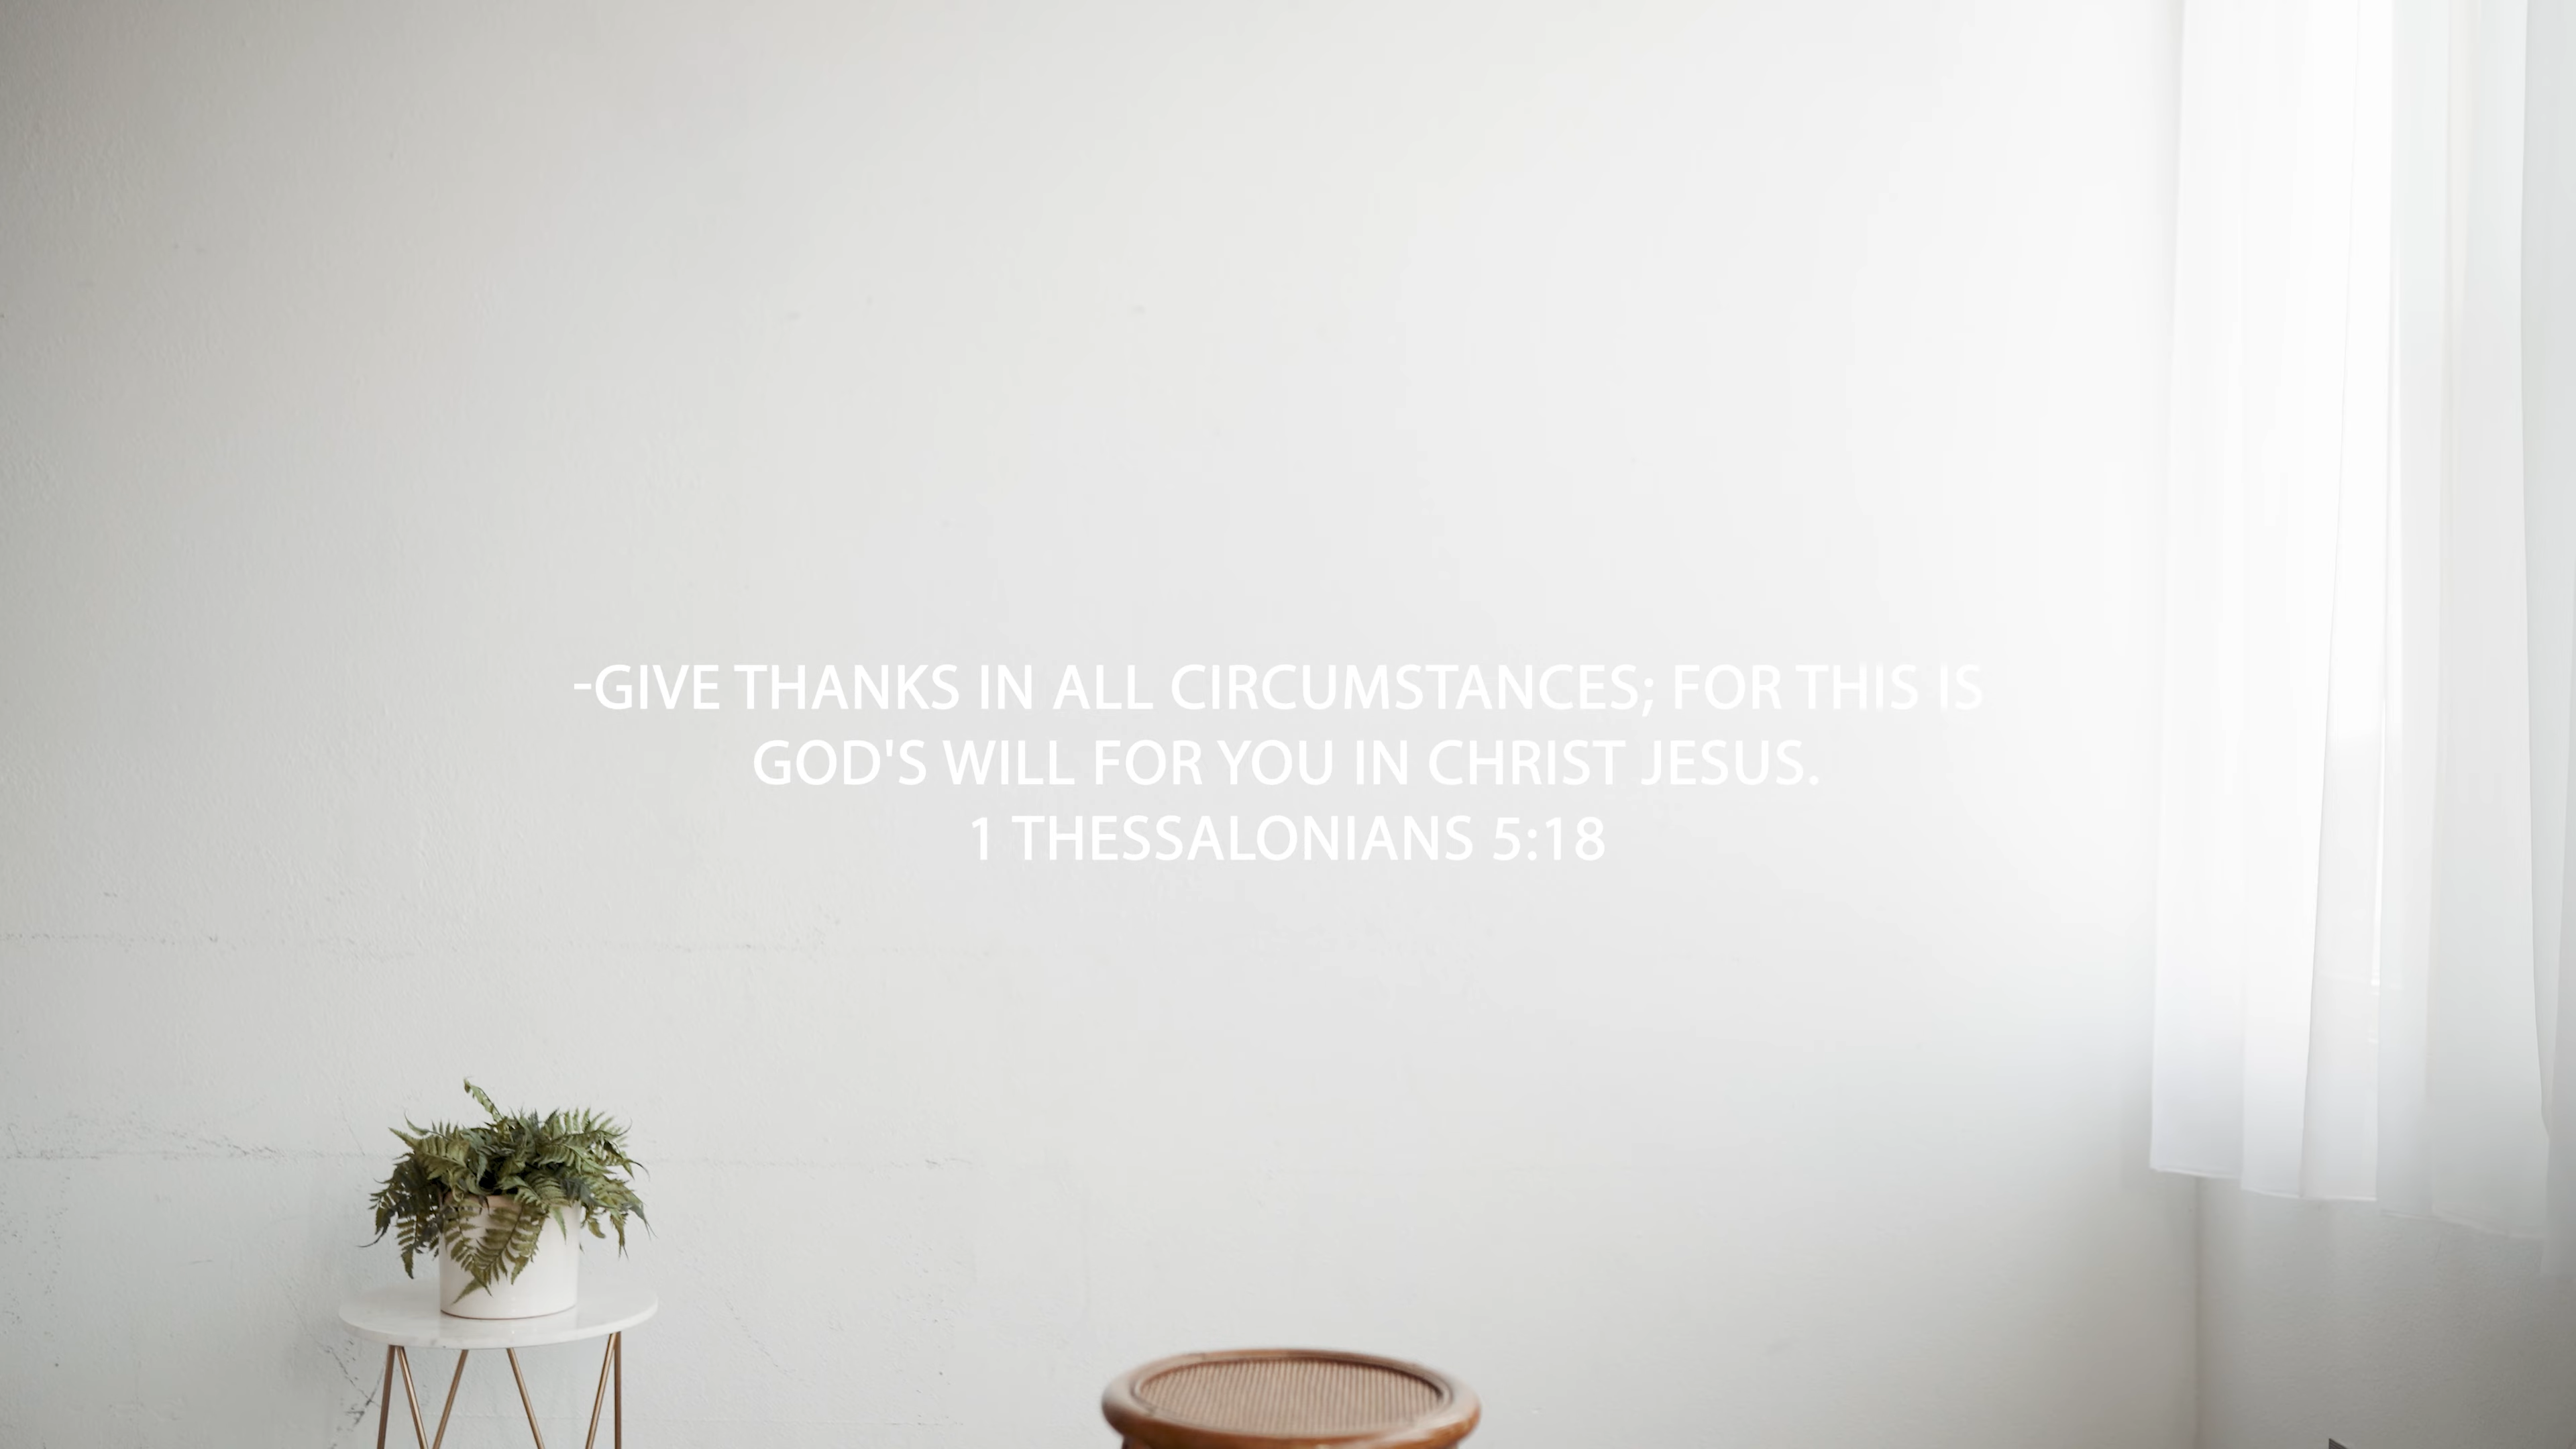 -GIVE THANKS IN ALL CIRCUMSTANCES; FOR THIS IS
GOD'S WILL FOR YOU IN CHRIST JESUS.
1 THESSALONIANS 5:18